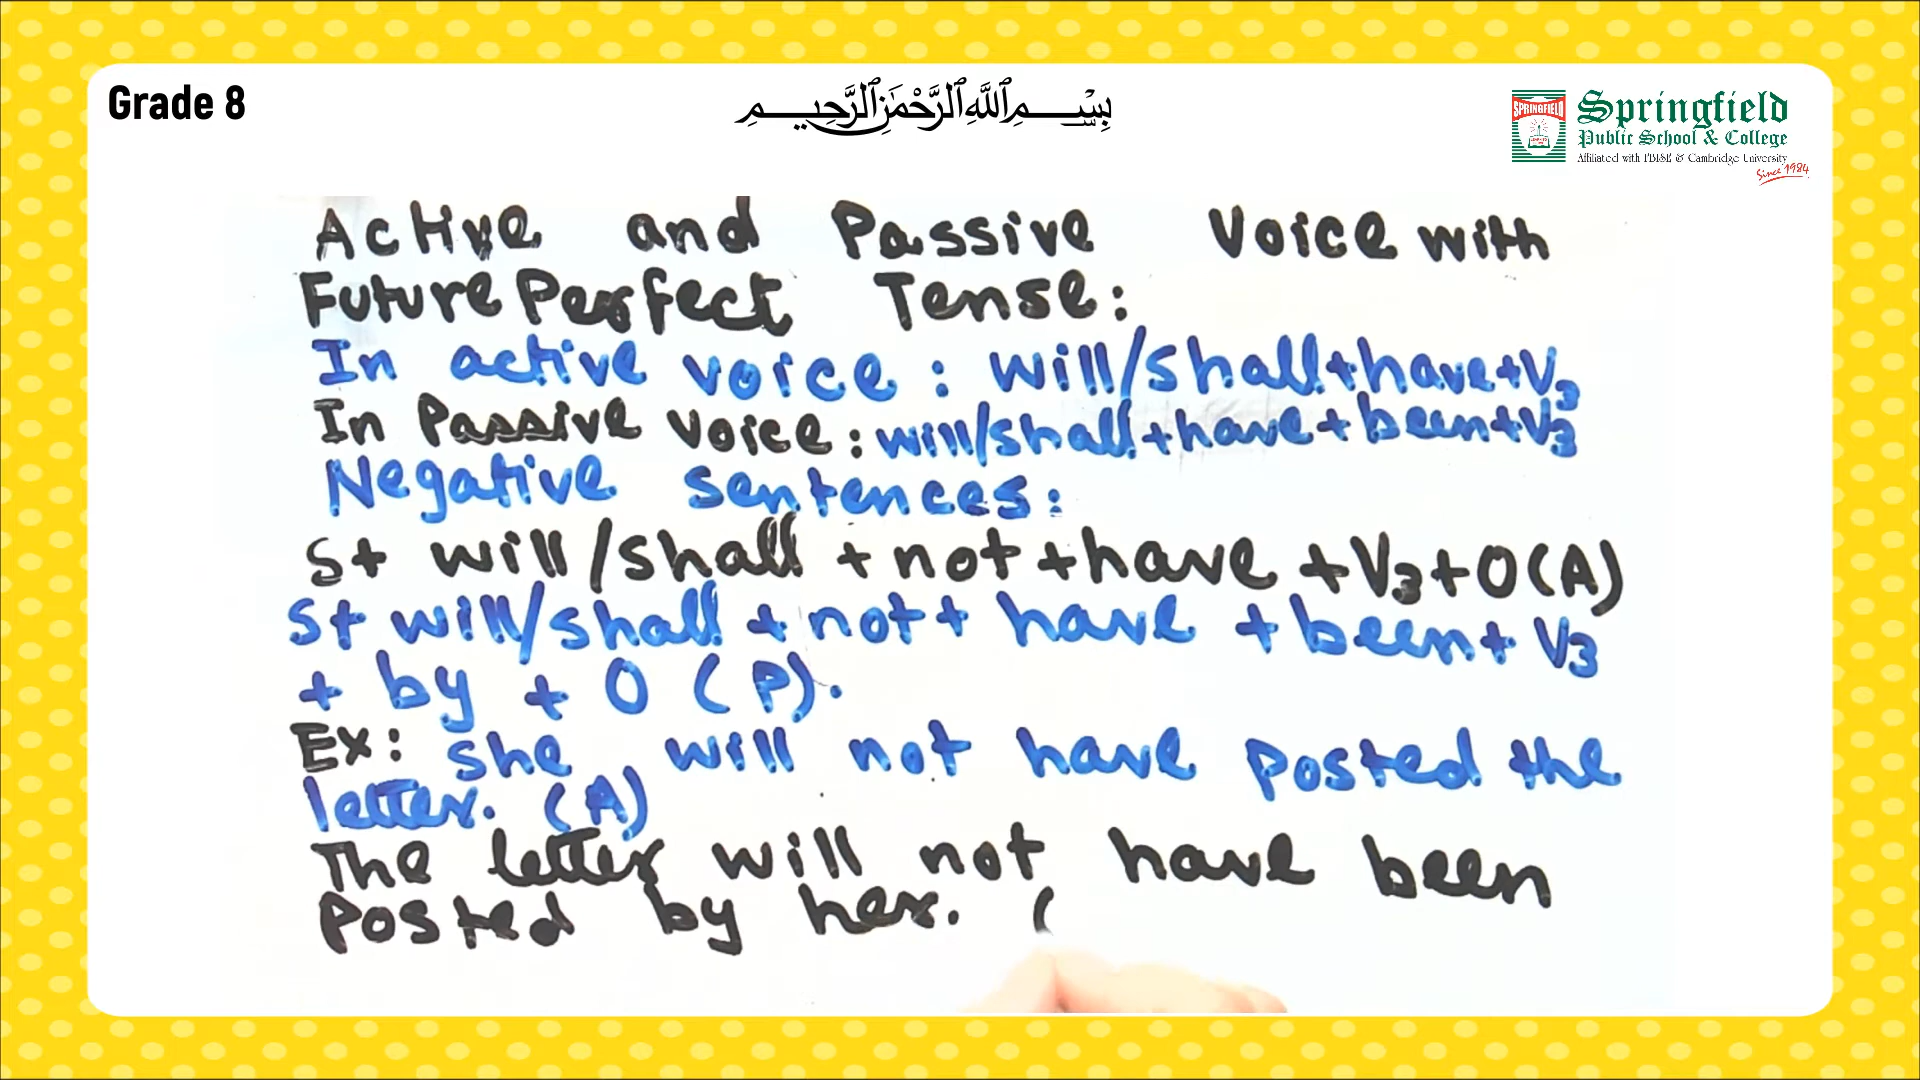 Grade 8
بِسْمِ اللَّهِ الرَّحْمَٰنِ الرَّحِيمِ
SPRINGFIELD
Springfield
Public School & College
Affiliated with FBISE & Cambridge University
Since 1984
Active and Passive Voice with
Future Perfect Tense:
In active voice : will/shall+have+V3
In Passive voice : will/shall+have+been+V3
Negative sentences:
S+ will/shall + not +have +V3+O(A)
S+ will/shall + not+ have +been+ V3
+ by + O (P).
Ex: she will not have posted the
letter. (A)
The letter will not have been
posted by her. (